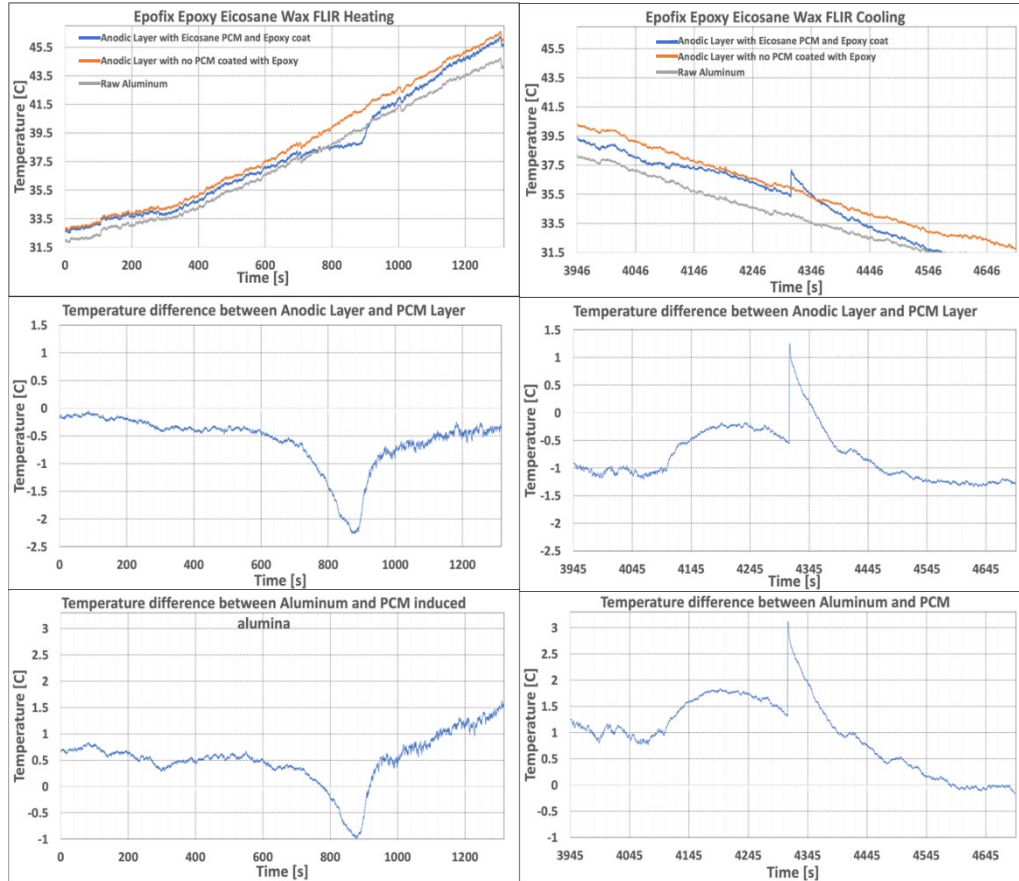 Epofix Epoxy Eicosane Wax FLIR Heating
Temperature [C]
45.5
43.5
41.5
39.5
37.5
35.5
33.5
31.5
Anodic Layer with Eicosane PCM and Epoxy coat
Anodic Layer with no PCM coated with Epoxy
Raw Aluminum
0 200 400 600 800 1000 1200
Time [s]
Epofix Epoxy Eicosane Wax FLIR Cooling
Temperature [C]
45.5
43.5
41.5
39.5
37.5
35.5
33.5
31.5
Anodic Layer with Eicosane PCM and Epoxy coat
Anodic Layer with no PCM coated with Epoxy
Raw Aluminum
3946 4046 4146 4246 4346 4446 4546 4646
Time [s]
Temperature difference between Anodic Layer and PCM Layer
Temperature [C]
1.5
1
0.5
0
-0.5
-1
-1.5
-2
-2.5
0 200 400 600 800 1000 1200
Time [s]
Temperature difference between Anodic Layer and PCM Layer
Temperature [C]
1.5
1
0.5
0
-0.5
-1
-1.5
-2
-2.5
3945 4045 4145 4245 4345 4445 4545 4645
Time [s]
Temperature difference between Aluminum and PCM induced
alumina
Temperature [C]
3
2.5
2
1.5
1
0.5
0
-0.5
-1
0 200 400 600 800 1000 1200
Time [s]
Temperature difference between Aluminum and PCM
Temperature [C]
3
2.5
2
1.5
1
0.5
0
-0.5
-1
3945 4045 4145 4245 4345 4445 4545 4645
Time [s]